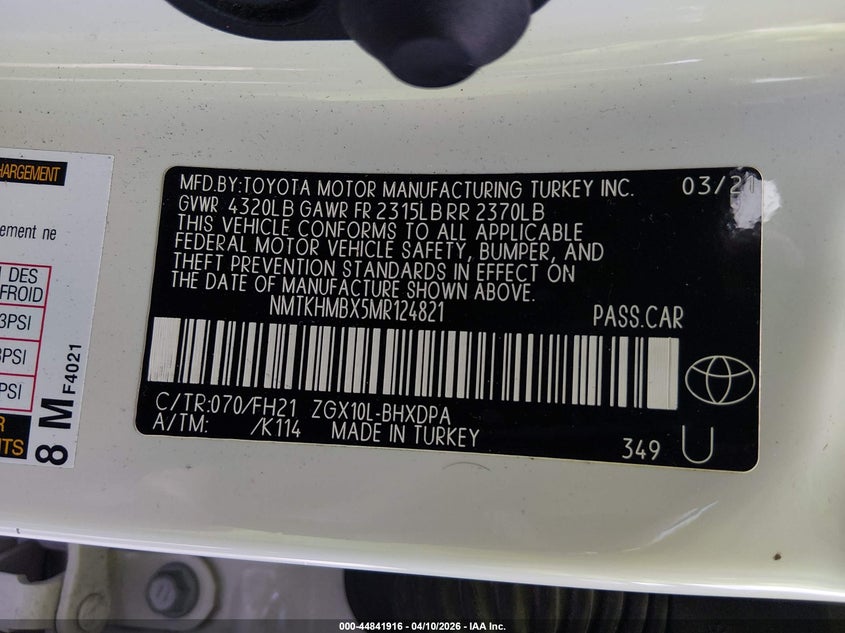 HARGEMENT
ement ne
DES
FROID
3PSI
3PSI
PSI
R
TS
8 M F4021
MFD.BY:TOYOTA MOTOR MANUFACTURING TURKEY INC. 03/21
GVWR 4320LB GAWR FR 2315LB RR 2370LB
THIS VEHICLE CONFORMS TO ALL APPLICABLE
FEDERAL MOTOR VEHICLE SAFETY, BUMPER, AND
THEFT PREVENTION STANDARDS IN EFFECT ON
THE DATE OF MANUFACTURE SHOWN ABOVE.
NMTKHMBX5MR124821 PASS.CAR
C/TR:070/FH21 ZGX10L-BHXDPA
A/TM: /K114 MADE IN TURKEY
349 U
000-44841916 - 04/10/2026 - IAA Inc.